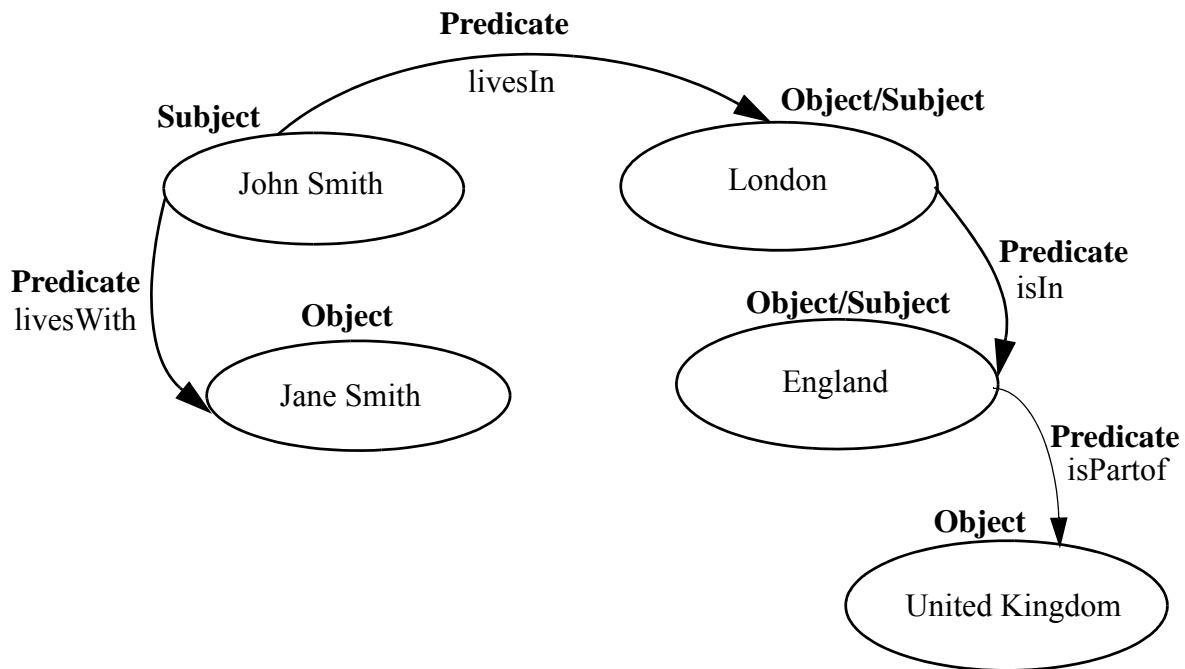 Predicate
livesIn
Subject
Object/Subject
John Smith
London
Predicate
livesWith
Predicate
isIn
Object
Object/Subject
Jane Smith
England
Predicate
isPartof
Object
United Kingdom